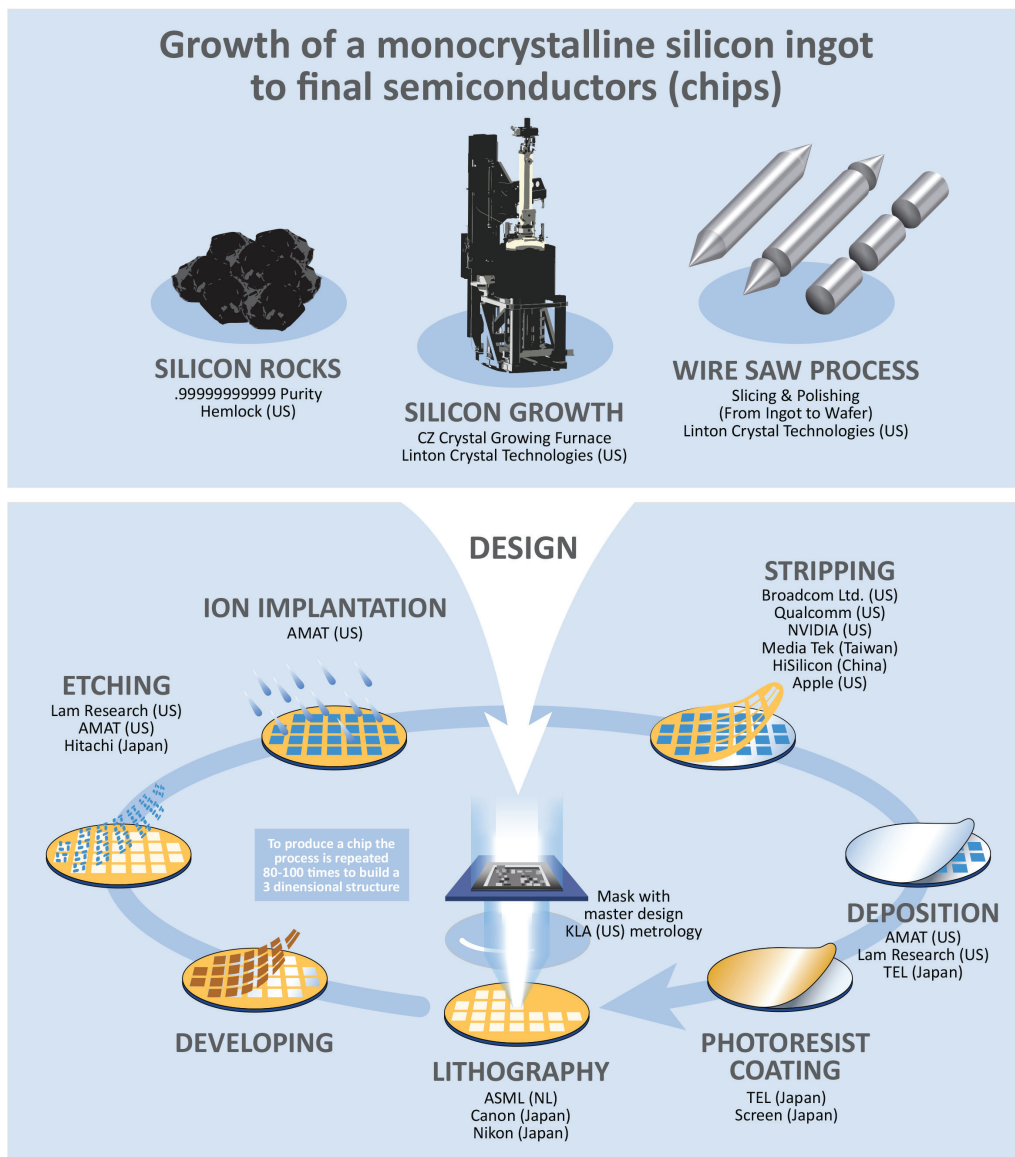 Growth of a monocrystalline silicon ingot
to final semiconductors (chips)
SILICON ROCKS
.99999999999 Purity
Hemlock (US)
SILICON GROWTH
CZ Crystal Growing Furnace
Linton Crystal Technologies (US)
WIRE SAW PROCESS
Slicing & Polishing
(From Ingot to Wafer)
Linton Crystal Technologies (US)
DESIGN
STRIPPING
Broadcom Ltd. (US)
Qualcomm (US)
NVIDIA (US)
Media Tek (Taiwan)
HiSilicon (China)
Apple (US)
ION IMPLANTATION
AMAT (US)
ETCHING
Lam Research (US)
AMAT (US)
Hitachi (Japan)
To produce a chip the
process is repeated
80-100 times to build a
3 dinensional structure
Mask with
master design
KLA (US) metrology
DEPOSITION
AMAT (US)
Lam Research (US)
TEL (Japan)
DEVELOPING
LITHOGRAPHY
ASML (NL)
Canon (Japan)
Nikon (Japan)
PHOTORESIST
COATING
TEL (Japan)
Screen (Japan)